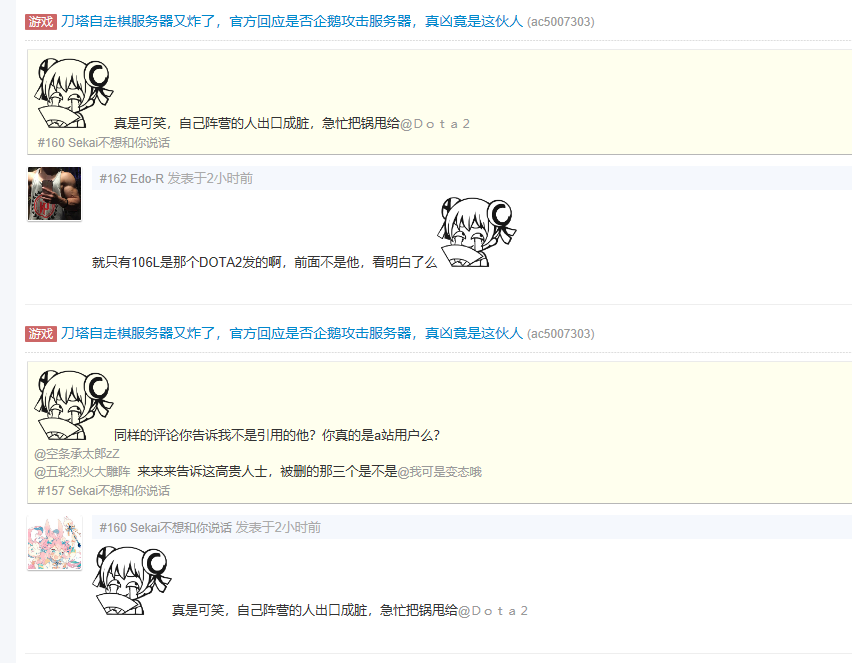 游戏 刀塔自走棋服务器又炸了，官方回应是否企鹅攻击服务器，真凶竟是这伙人 (ac5007303)
真是可笑，自己阵营的人出口成脏，急忙把锅甩给@Ｄｏｔａ２
#160 Sekai不想和你说话
#162 Edo-R 发表于2小时前
就只有106L是那个DOTA2发的啊，前面不是他，看明白了么
游戏 刀塔自走棋服务器又炸了，官方回应是否企鹅攻击服务器，真凶竟是这伙人 (ac5007303)
同样的评论你告诉我不是引用的他？你真的是a站用户么？
@空条承太郎zZ
@五轮烈火大雕阵 来来来告诉这高贵人士，被删的那三个是不是@我可是变态哦
#157 Sekai不想和你说话
#160 Sekai不想和你说话 发表于2小时前
真是可笑，自己阵营的人出口成脏，急忙把锅甩给@Ｄｏｔａ２